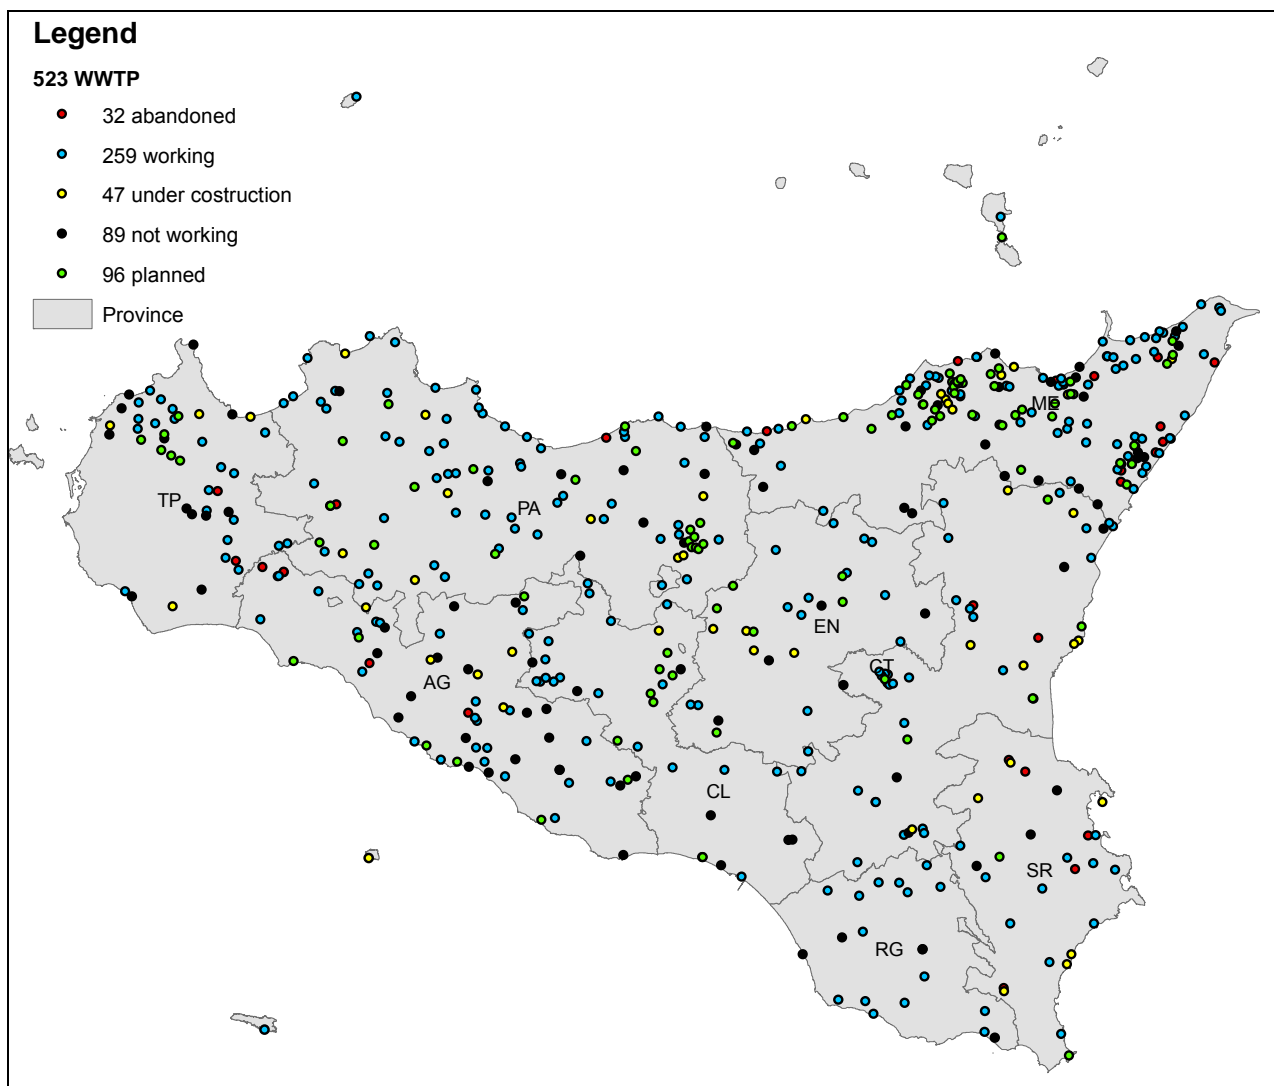 Legend
523 WWTP
32 abandoned
259 working
47 under costruction
89 not working
96 planned
Province
ME
TP
PA
EN
CT
AG
CL
SR
RG